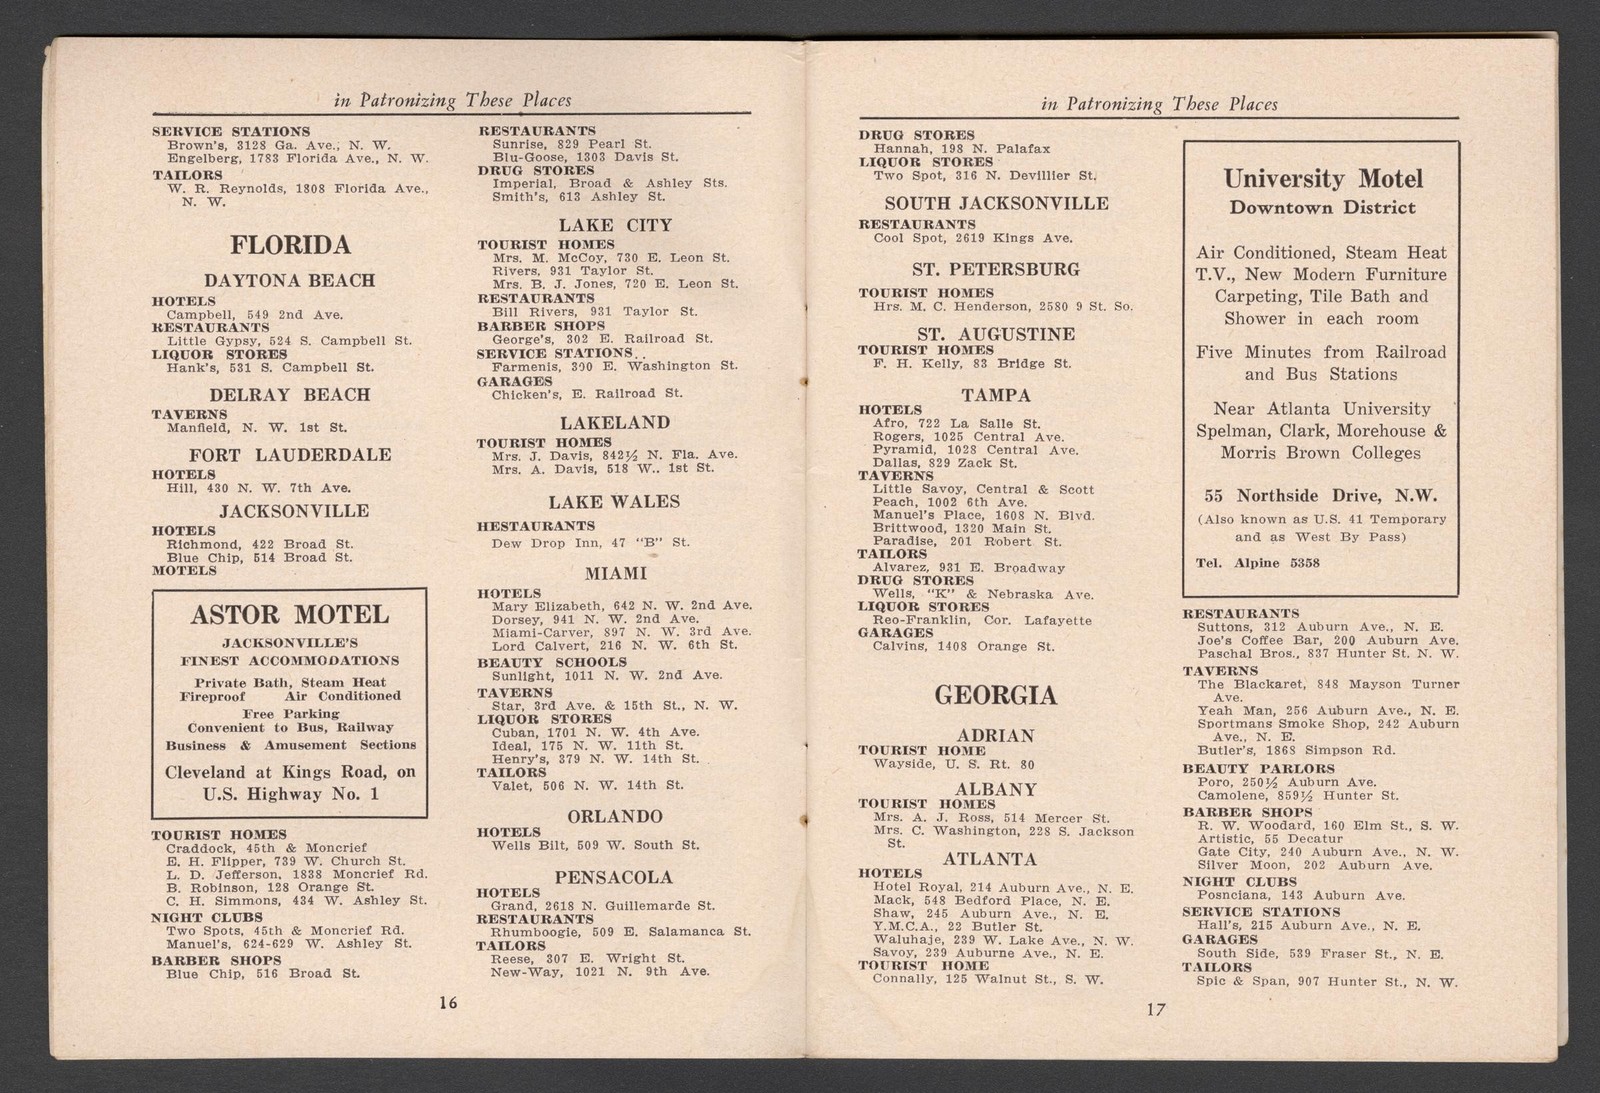 in Patronizing These Places
SERVICE STATIONS
Brown's, 3128 Ga. Ave., N. W.
Engelberg, 1783 Florida Ave., N. W.
TAILORS
W. R. Reynolds, 1808 Florida Ave.,
N. W.
FLORIDA
DAYTONA BEACH
HOTELS
Campbell, 549 2nd Ave.
RESTAURANTS
Little Gypsy, 524 S. Campbell St.
LIQUOR STORES
Hank's, 531 S. Campbell St.
DELRAY BEACH
TAVERNS
Manfield, N. W. 1st St.
FORT LAUDERDALE
HOTELS
Hill, 430 N. W. 7th Ave.
JACKSONVILLE
HOTELS
Richmond, 422 Broad St.
Blue Chip, 514 Broad St.
MOTELS
ASTOR MOTEL
JACKSONVILLE'S
FINEST ACCOMMODATIONS
Private Bath, Steam Heat
Fireproof Air Conditioned
Free Parking
Convenient to Bus, Railway
Business & Amusement Sections
Cleveland at Kings Road, on
U.S. Highway No. 1
TOURIST HOMES
Craddock, 45th & Moncrief
E. H. Flipper, 739 W. Church St.
L. D. Jefferson, 1838 Moncrief Rd.
B. Robinson, 128 Orange St.
C. H. Simmons, 434 W. Ashley St.
NIGHT CLUBS
Two Spots, 45th & Moncrief Rd.
Manuel's, 624-629 W. Ashley St.
BARBER SHOPS
Blue Chip, 516 Broad St.
RESTAURANTS
Sunrise, 829 Pearl St.
Blu-Goose, 1303 Davis St.
DRUG STORES
Imperial, Broad & Ashley Sts.
Smith's, 613 Ashley St.
LAKE CITY
TOURIST HOMES
Mrs. M. McCoy, 730 E. Leon St.
Rivers, 931 Taylor St.
Mrs. B. J. Jones, 720 E. Leon St.
RESTAURANTS
Bill Rivers, 931 Taylor St.
BARBER SHOPS
George's, 302 E. Railroad St.
SERVICE STATIONS..
Farmenis, 300 E. Washington St.
GARAGES
Chicken's, E. Railroad St.
LAKELAND
TOURIST HOMES
Mrs. J. Davis, 842½ N. Fla. Ave.
Mrs. A. Davis, 518 W.. 1st St.
LAKE WALES
HESTAURANTS
Dew Drop Inn, 47 "B" St.
MIAMI
HOTELS
Mary Elizabeth, 642 N. W. 2nd Ave.
Dorsey, 941 N. W. 2nd Ave.
Miami-Carver, 897 N. W. 3rd Ave.
Lord Calvert, 216 N. W. 6th St.
BEAUTY SCHOOLS
Sunlight, 1011 N. W. 2nd Ave.
TAVERNS
Star, 3rd Ave. & 15th St., N. W.
LIQUOR STORES
Cuban, 1701 N. W. 4th Ave.
Ideal, 175 N. W. 11th St.
Henry's, 379 N. W. 14th St.
TAILORS
Valet, 506 N. W. 14th St.
ORLANDO
HOTELS
Wells Bilt, 509 W. South St.
PENSACOLA
HOTELS
Grand, 2618 N. Guillemarde St.
RESTAURANTS
Rhumboogie, 509 E. Salamanca St.
TAILORS
Reese, 307 E. Wright St.
New-Way, 1021 N. 9th Ave.
16
in Patronizing These Places
DRUG STORES
Hannah, 198 N. Palafax
LIQUOR STORES
Two Spot, 316 N. Devillier St.
SOUTH JACKSONVILLE
RESTAURANTS
Cool Spot, 2619 Kings Ave.
ST. PETERSBURG
TOURIST HOMES
Hrs. M. C. Henderson, 2580 9 St. So.
ST. AUGUSTINE
TOURIST HOMES
F. H. Kelly, 83 Bridge St.
TAMPA
HOTELS
Afro, 722 La Salle St.
Rogers, 1025 Central Ave.
Pyramid, 1028 Central Ave.
Dallas, 829 Zack St.
TAVERNS
Little Savoy, Central & Scott
Peach, 1002 6th Ave.
Manuel's Place, 1608 N. Blvd.
Brittwood, 1320 Main St.
Paradise, 201 Robert St.
TAILORS
Alvarez, 931 E. Broadway
DRUG STORES
Wells, "K" & Nebraska Ave.
LIQUOR STORES
Reo-Franklin, Cor. Lafayette
GARAGES
Calvins, 1408 Orange St.
GEORGIA
ADRIAN
TOURIST HOME
Wayside, U. S. Rt. 80
ALBANY
TOURIST HOMES
Mrs. A. J. Ross, 514 Mercer St.
Mrs. C. Washington, 228 S. Jackson
St.
ATLANTA
HOTELS
Hotel Royal, 214 Auburn Ave., N. E.
Mack, 548 Bedford Place, N. E.
Shaw, 245 Auburn Ave., N. E.
Y.M.C.A., 22 Butler St.
Waluhaje, 239 W. Lake Ave., N. W.
Savoy, 239 Auburne Ave., N. E.
TOURIST HOME
Connally, 125 Walnut St., S. W.
University Motel
Downtown District
Air Conditioned, Steam Heat
T.V., New Modern Furniture
Carpeting, Tile Bath and
Shower in each room
Five Minutes from Railroad
and Bus Stations
Near Atlanta University
Spelman, Clark, Morehouse &
Morris Brown Colleges
55 Northside Drive, N.W.
(Also known as U.S. 41 Temporary
and as West By Pass)
Tel. Alpine 5358
RESTAURANTS
Suttons, 312 Auburn Ave., N. E.
Joe's Coffee Bar, 200 Auburn Ave.
Paschal Bros., 837 Hunter St. N. W.
TAVERNS
The Blackaret, 848 Mayson Turner
Ave.
Yeah Man, 256 Auburn Ave., N. E.
Sportmans Smoke Shop, 242 Auburn
Ave., N. E.
Butler's, 1868 Simpson Rd.
BEAUTY PARLORS
Poro, 250½ Auburn Ave.
Camolene, 859½ Hunter St.
BARBER SHOPS
R. W. Woodard, 160 Elm St., S. W.
Artistic, 55 Decatur
Gate City, 240 Auburn Ave., N. W.
Silver Moon, 202 Auburn Ave.
NIGHT CLUBS
Posnciana, 143 Auburn Ave.
SERVICE STATIONS
Hall's, 215 Auburn Ave., N. E.
GARAGES
South Side, 539 Fraser St., N. E.
TAILORS
Spic & Span, 907 Hunter St., N. W.
17